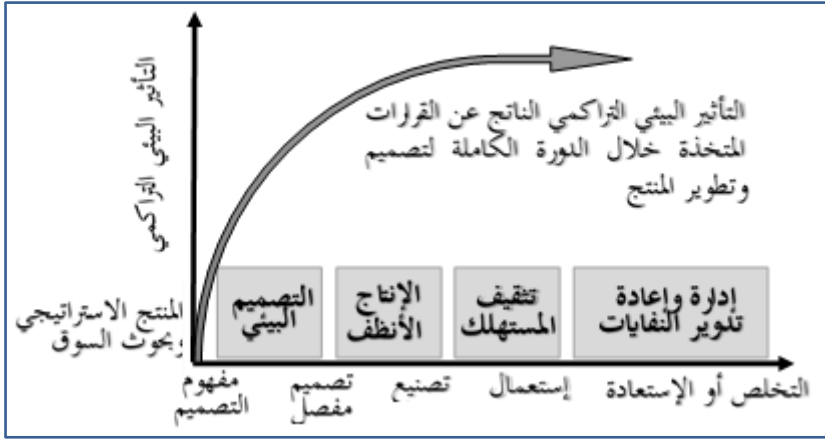 التأثير البيئي التراكمي
التأثير البيئي التراكمي الناتج عن القرارات
المتخذة خلال الدورة الكاملة لتصميم
وتطوير المنتج
المنتج الاستراتيجي
وبحوث السوق
التصميم
البيئي
الإنتاج
الأنظف
تثقيف
المستهلك
إدارة وإعادة
تدوير النفايات
مفهوم
التصميم
تصميم
مفصل
تصنيع
إستعمال
التخلص أو الإستعادة